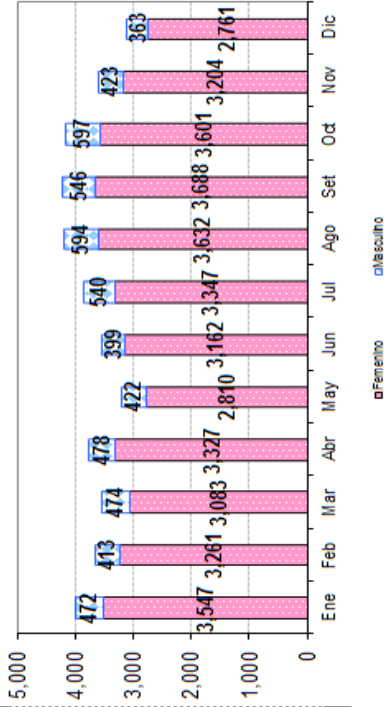 5,000
4,000
3,000
2,000
1,000
0
472 413 474 478 422 399 540 594 546 597 423 363
3,547 3,261 3,083 3,327 2,810 3,162 3,347 3,632 3,688 3,601 3,204 2,761
Ene Feb Mar Abr May Jun Jul Ago Set Oct Nov Dic
Femenino Masculino